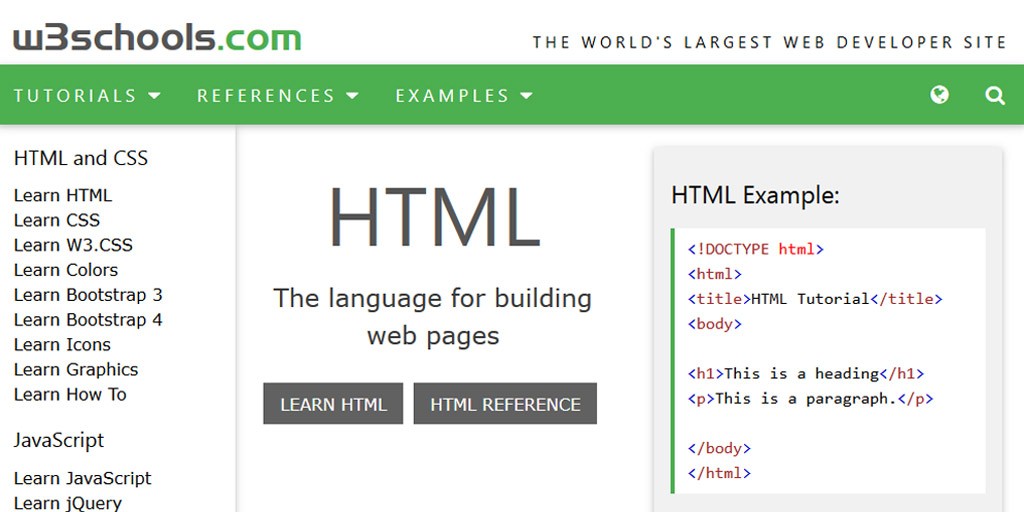 w3schools.com
THE WORLD'S LARGEST WEB DEVELOPER SITE
TUTORIALS
REFERENCES
EXAMPLES
HTML and CSS
Learn HTML
Learn CSS
Learn W3.CSS
Learn Colors
Learn Bootstrap 3
Learn Bootstrap 4
Learn Icons
Learn Graphics
Learn How To
JavaScript
Learn JavaScript
Learn jQuery
HTML
The language for building
web pages
LEARN HTML
HTML REFERENCE
HTML Example:
<!DOCTYPE html>
<html>
<title>HTML Tutorial</title>
<body>
<h1>This is a heading</h1>
<p>This is a paragraph.</p>
</body>
</html>